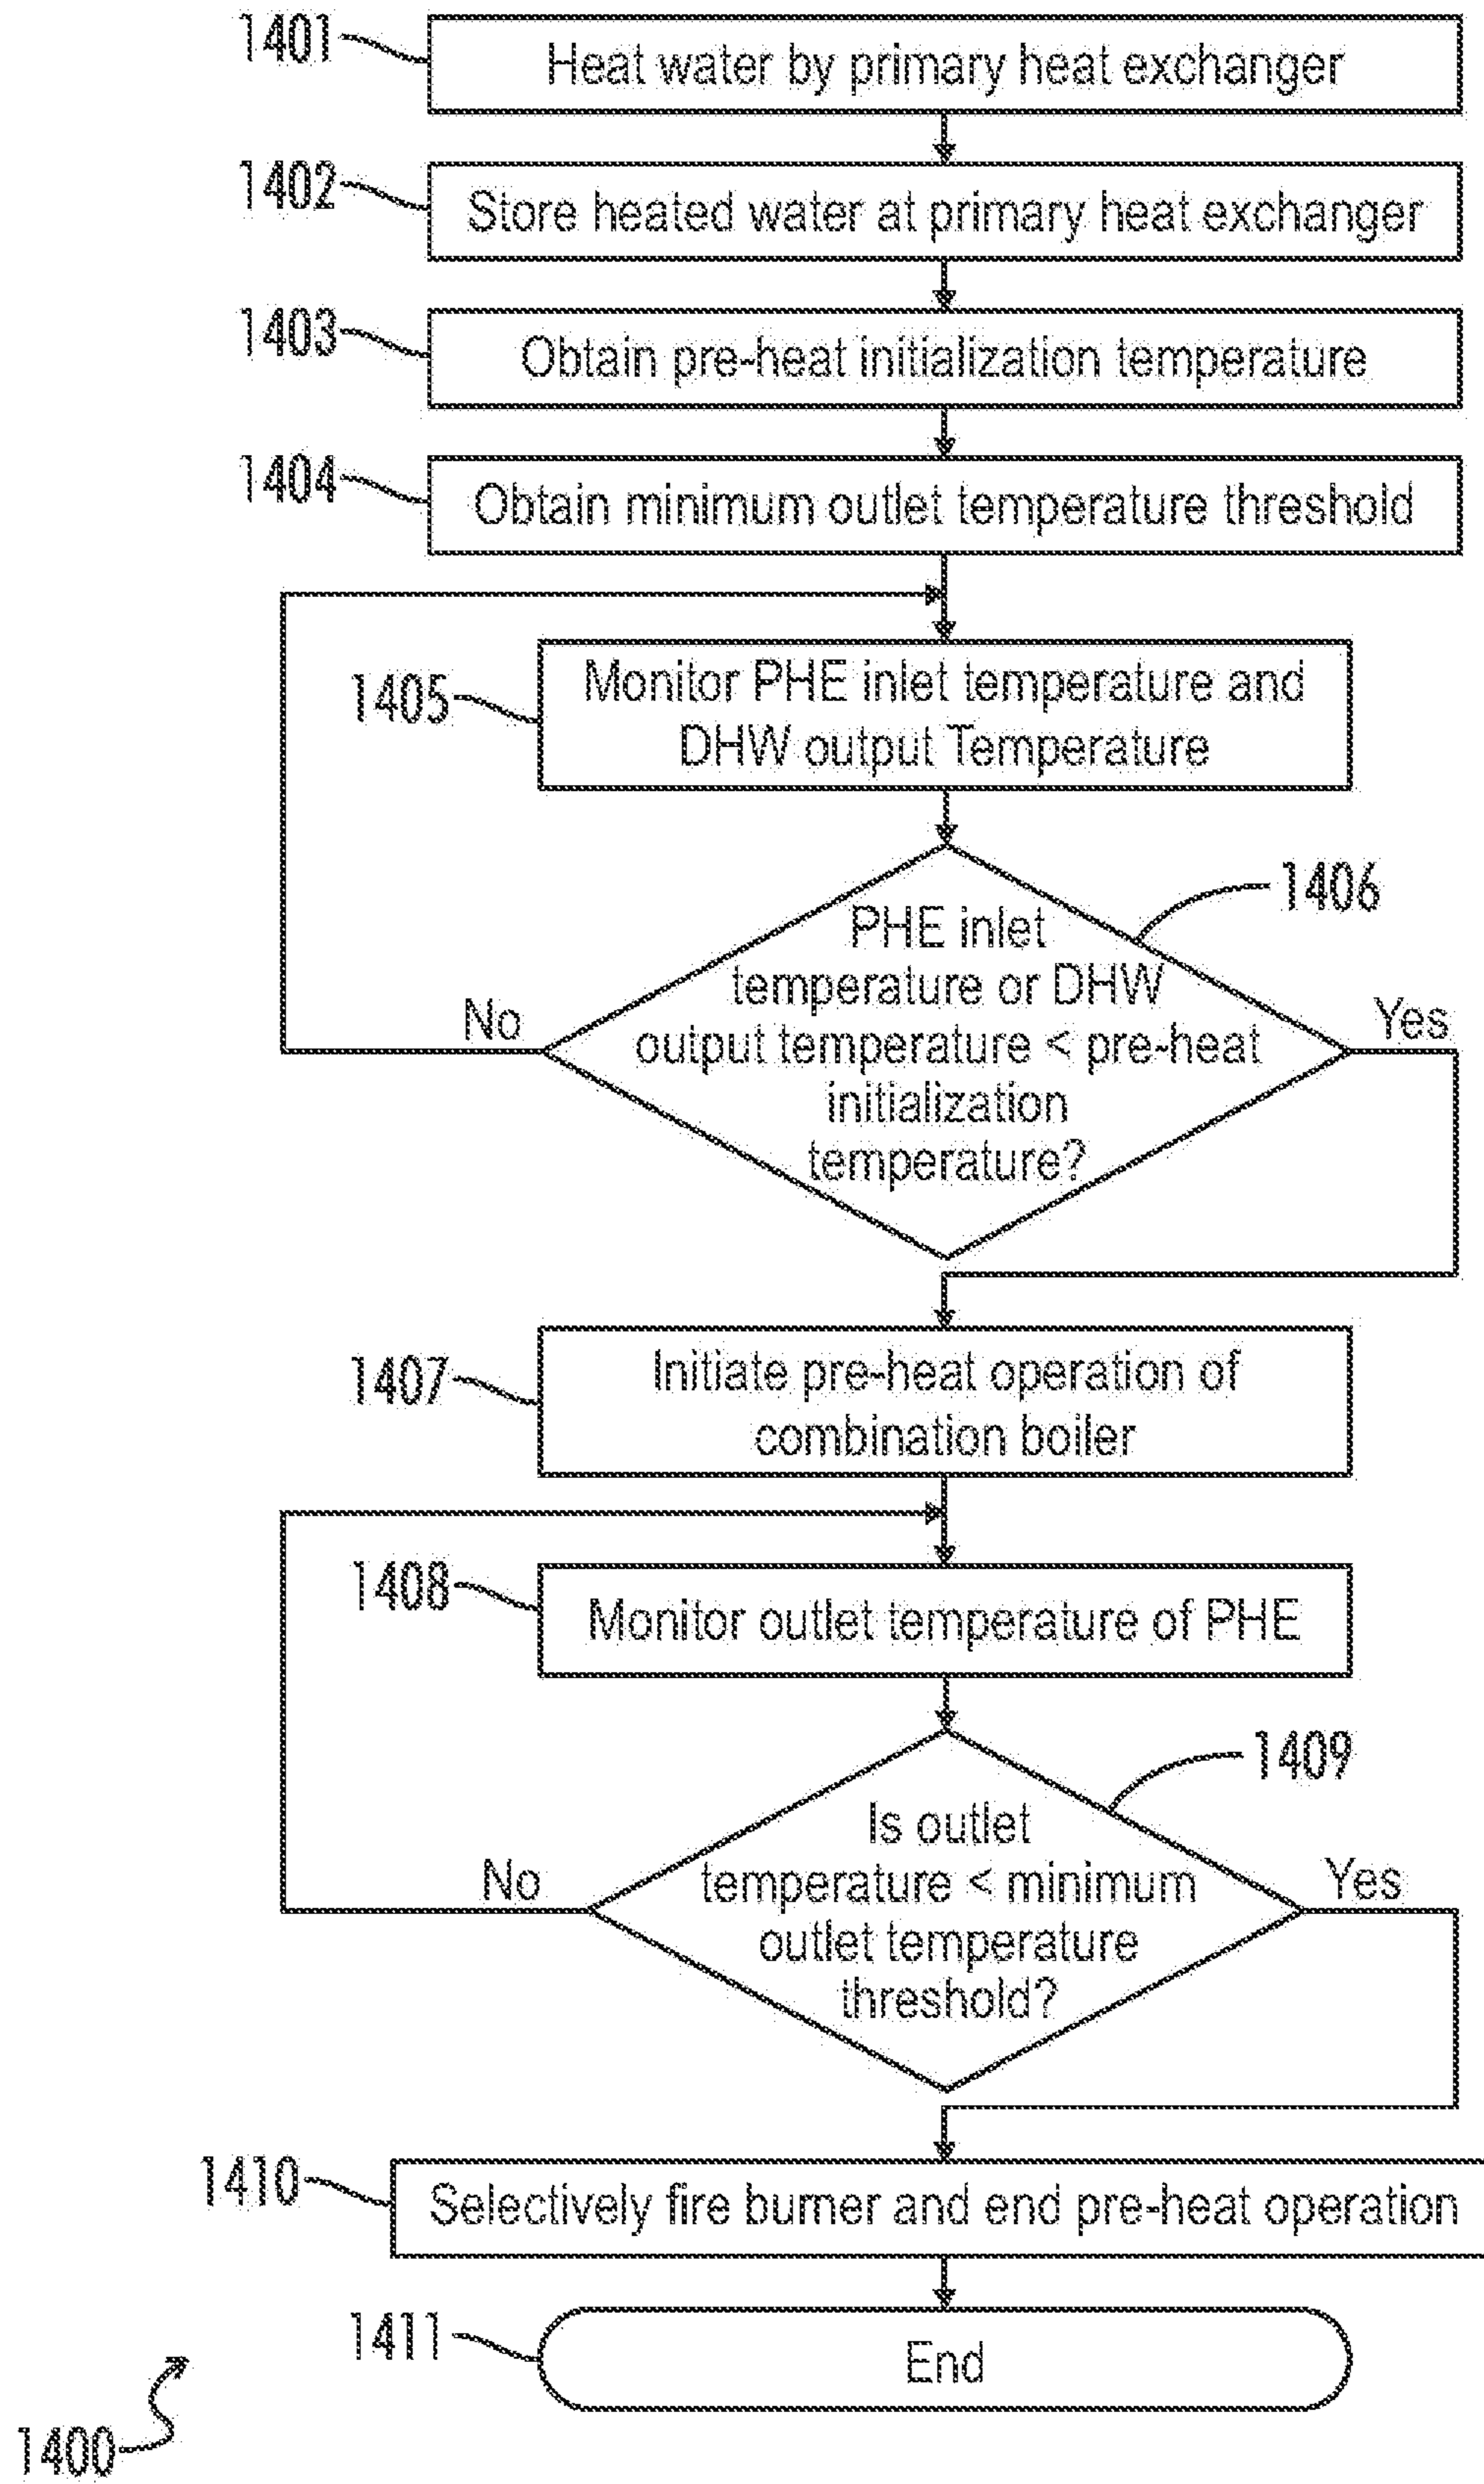 1401
Heat water by primary heat exchanger
1402
Store heated water at primary heat exchanger
1403
Obtain pre-heat initialization temperature
1404
Obtain minimum outlet temperature threshold
1405
Monitor PHE inlet temperature and
DHW output Temperature
1406
PHE inlet
temperature or DHW
output temperature < pre-heat
initialization
temperature?
No
Yes
1407
Initiate pre-heat operation of
combination boiler
1408
Monitor outlet temperature of PHE
1409
Is outlet
temperature < minimum
outlet temperature
threshold?
No
Yes
1410
Selectively fire burner and end pre-heat operation
1411
End
1400